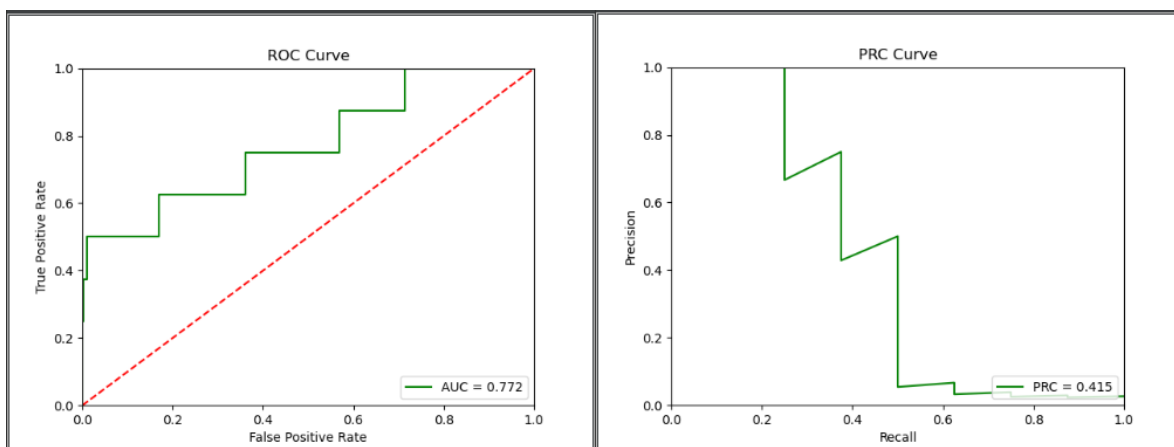 ROC Curve
1.0
0.8
0.6
0.4
0.2
0.0
True Positive Rate
AUC = 0.772
0.0 0.2 0.4 0.6 0.8 1.0
False Positive Rate
PRC Curve
1.0
0.8
0.6
0.4
0.2
0.0
Precision
PRC = 0.415
0.0 0.2 0.4 0.6 0.8 1.0
Recall